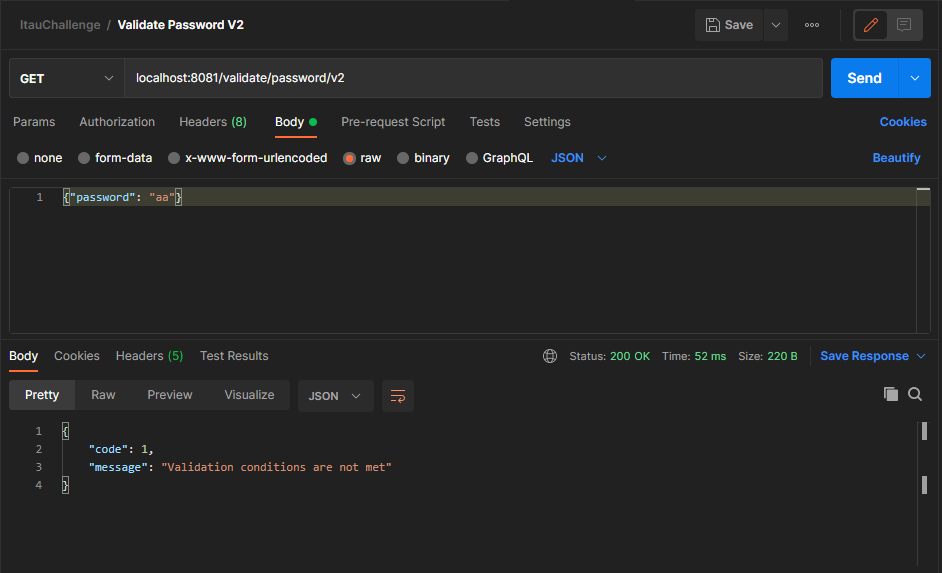 ItauChallenge / Validate Password V2
Save
GET
localhost:8081/validate/password/v2
Send
Params Authorization Headers (8) Body Pre-request Script Tests Settings Cookies
none form-data x-www-form-urlencoded raw binary GraphQL JSON Beautify
1 {"password": "aa"}
Body Cookies Headers (5) Test Results Status: 200 OK Time: 52 ms Size: 220 B Save Response
Pretty Raw Preview Visualize JSON
1 {
2 "code": 1,
3 "message": "Validation conditions are not met"
4 }